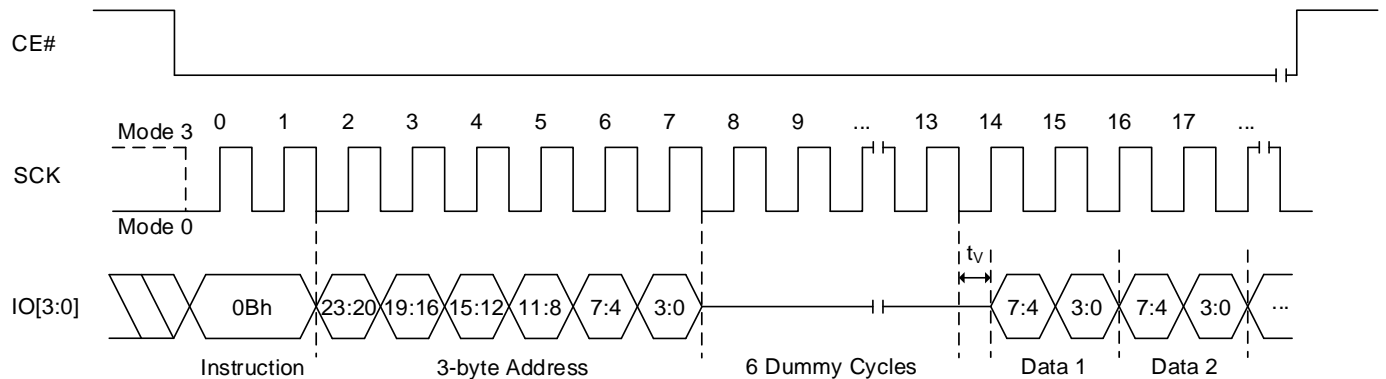 CE#
0 1 2 3 4 5 6 7 8 9 ... 13 14 15 16 17 ...
Mode 3
SCK
Mode 0
tV
IO[3:0] 0Bh 23:20 19:16 15:12 11:8 7:4 3:0 7:4 3:0 7:4 3:0 ...
Instruction 3-byte Address 6 Dummy Cycles Data 1 Data 2